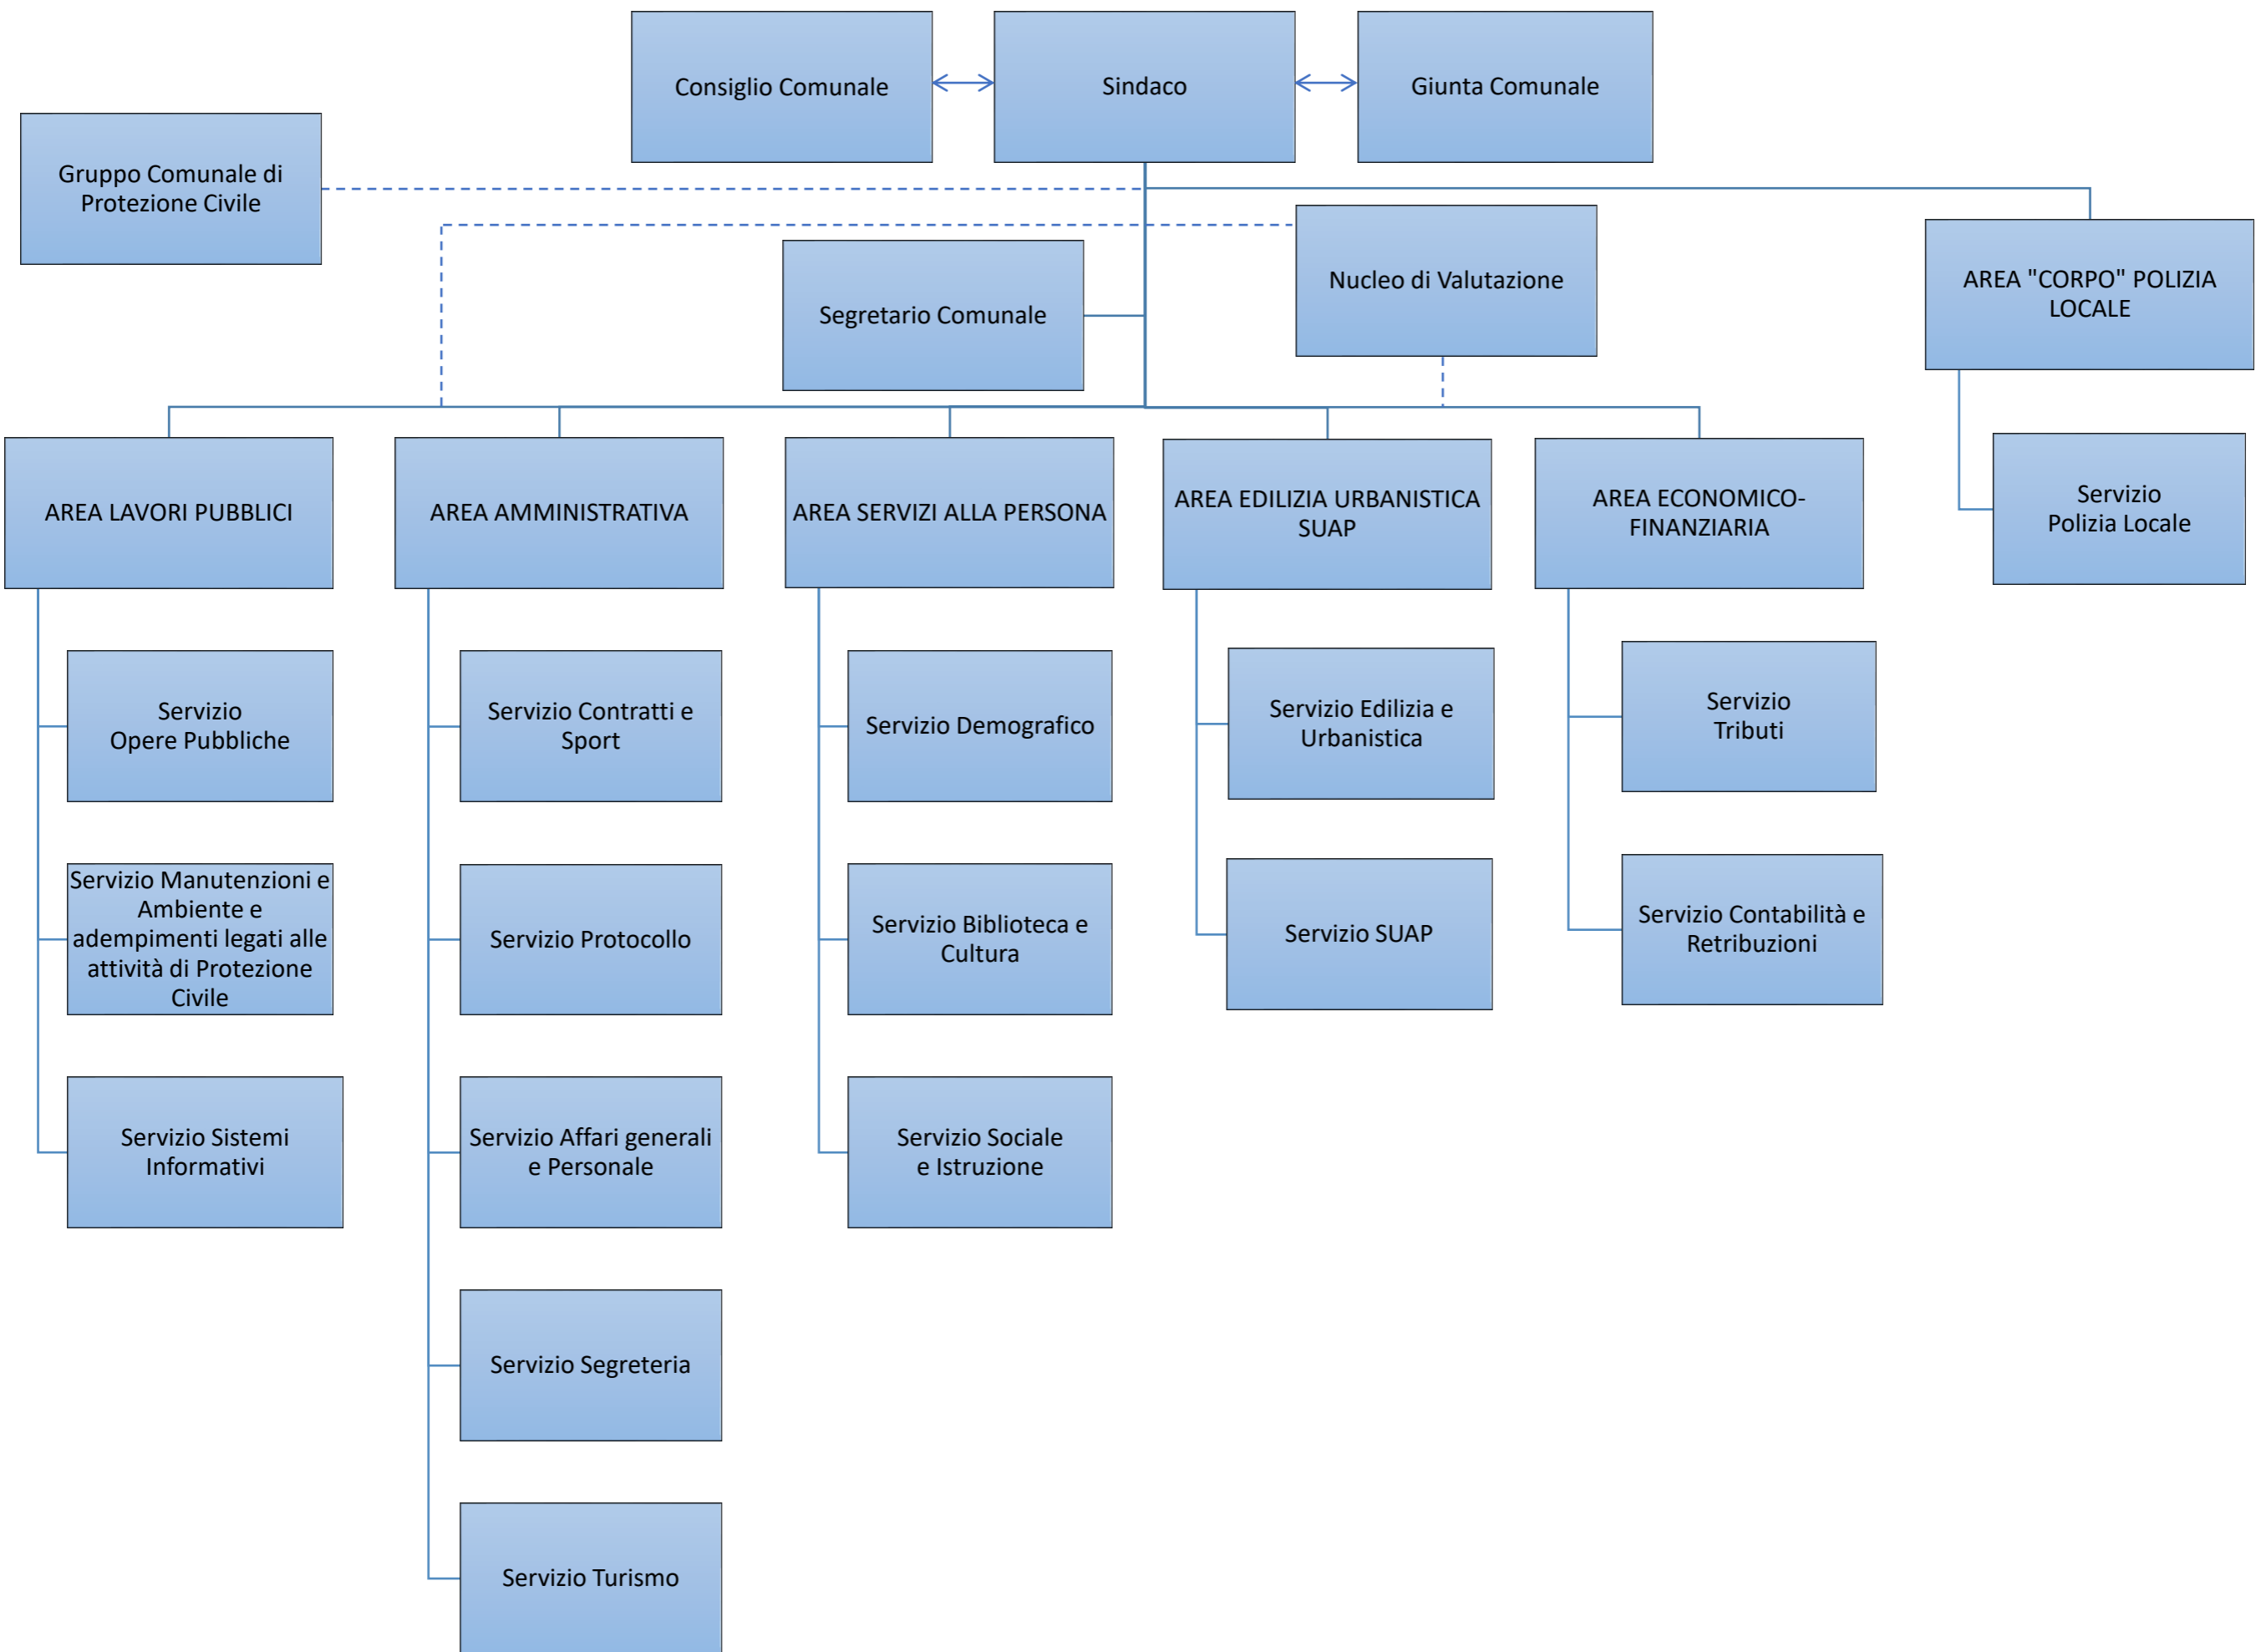 Consiglio Comunale
Sindaco
Giunta Comunale
Gruppo Comunale di
Protezione Civile
Segretario Comunale
Nucleo di Valutazione
AREA "CORPO" POLIZIA
LOCALE
Servizio
Polizia Locale
AREA LAVORI PUBBLICI
AREA AMMINISTRATIVA
AREA SERVIZI ALLA PERSONA
AREA EDILIZIA URBANISTICA
SUAP
AREA ECONOMICO-
FINANZIARIA
Servizio
Opere Pubbliche
Servizio Contratti e
Sport
Servizio Demografico
Servizio Edilizia e
Urbanistica
Servizio
Tributi
Servizio Manutenzioni e
Ambiente e
adempimenti legati alle
attività di Protezione
Civile
Servizio Protocollo
Servizio Biblioteca e
Cultura
Servizio SUAP
Servizio Contabilità e
Retribuzioni
Servizio Sistemi
Informativi
Servizio Affari generali
e Personale
Servizio Sociale
e Istruzione
Servizio Segreteria
Servizio Turismo